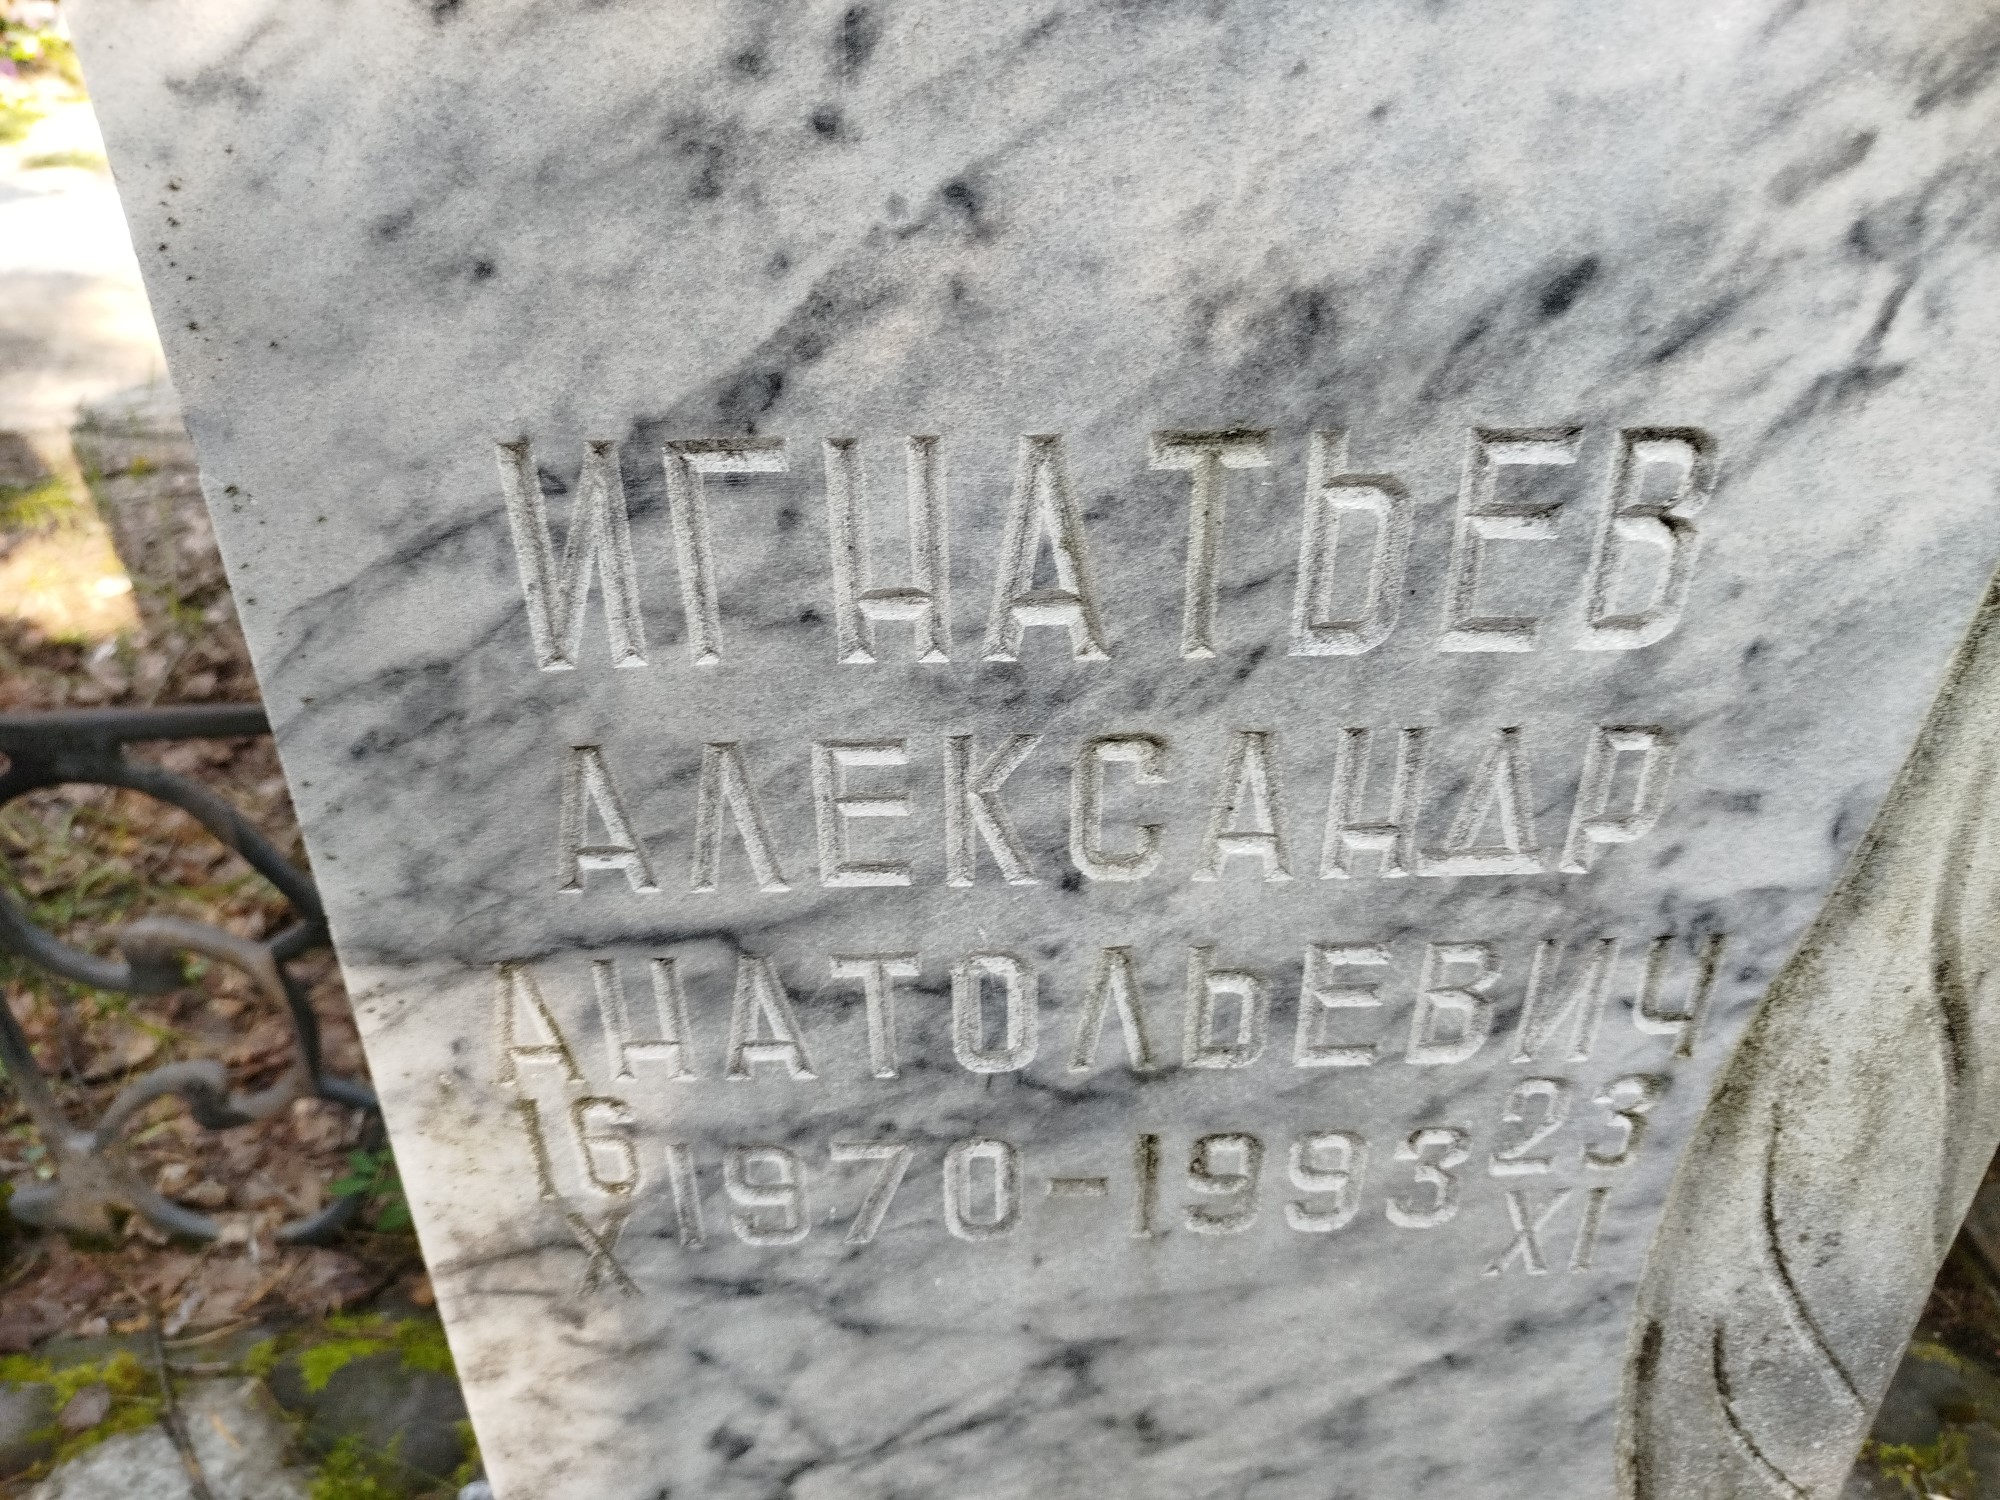 ИГНАТЬЕВ
АЛЕКСАНДР
АНАТОЛЬЕВИЧ
16 X 1970-1993 23 XI